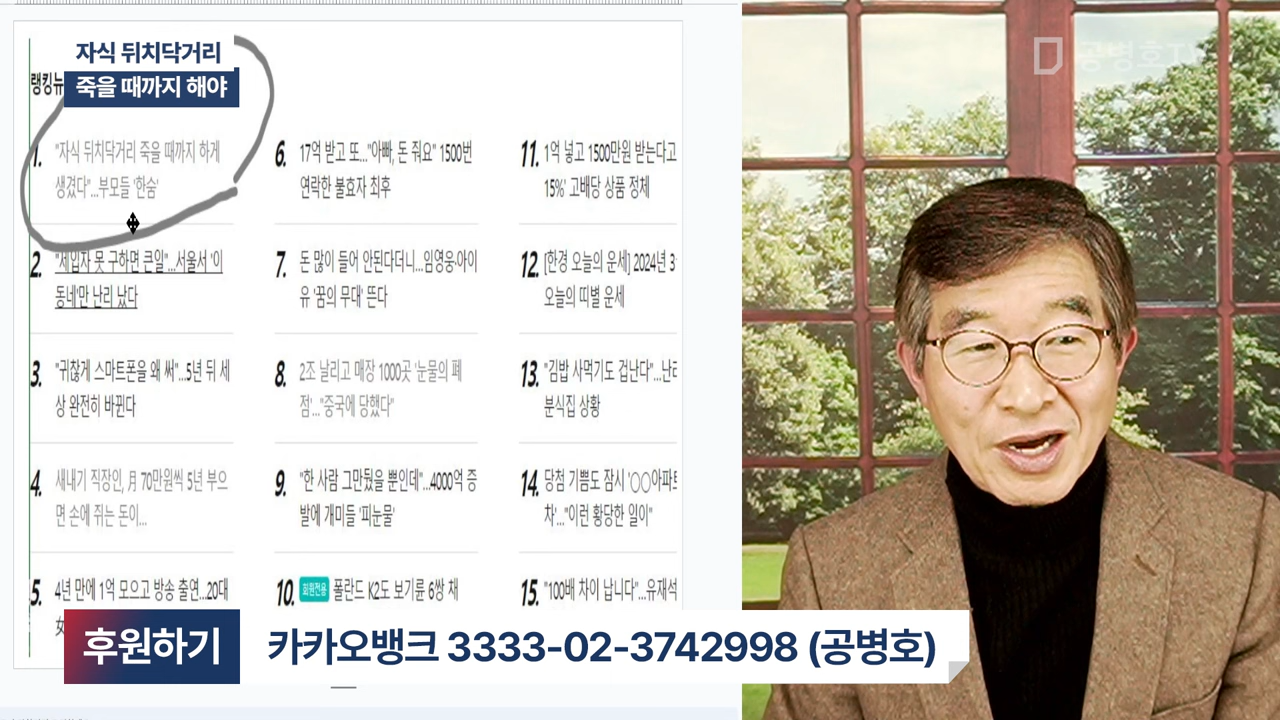 자식 뒤치닥거리
죽을 때까지 해야
공병호TV
랭킹뉴
1. "자식 뒤치닥거리 죽을 때까지 하게
생겼다"...부모들 '한숨'
2. "세입자 못 구하면 큰일"...서울서 '이
동네'만 난리 났다
3. "귀찮게 스마트폰을 왜 써"...5년 뒤 세
상 완전히 바뀐다
4. 새내기 직장인, 月 70만원씩 5년 부으
면 손에 쥐는 돈이...
5. 4년 만에 1억 모으고 방송 출연...20대
女
6. 17억 받고 또..."아빠, 돈 줘요" 1500번
연락한 불효자 최후
7. 돈 많이 들어 안된다더니...임영웅·아이
유 '꿈의 무대' 뜬다
8. 2조 날리고 매장 1000곳 '눈물의 폐
점'..."중국에 당했다"
9. "한 사람 그만뒀을 뿐인데"...4000억 증
발에 개미들 '피눈물'
10. 회원전용 폴란드 K2도 보기륜 6쌍 채
11. 1억 넣고 1500만원 받는다고
15%' 고배당 상품 정체
12. [한경 오늘의 운세] 2024년 3
오늘의 띠별 운세
13. "김밥 사먹기도 겁난다"...난리
분식집 상황
14. 당첨 기쁨도 잠시 '○○아파트
차'..."이런 황당한 일이"
15. "100배 차이 납니다"...유재석
후원하기
카카오뱅크 3333-02-3742998 (공병호)